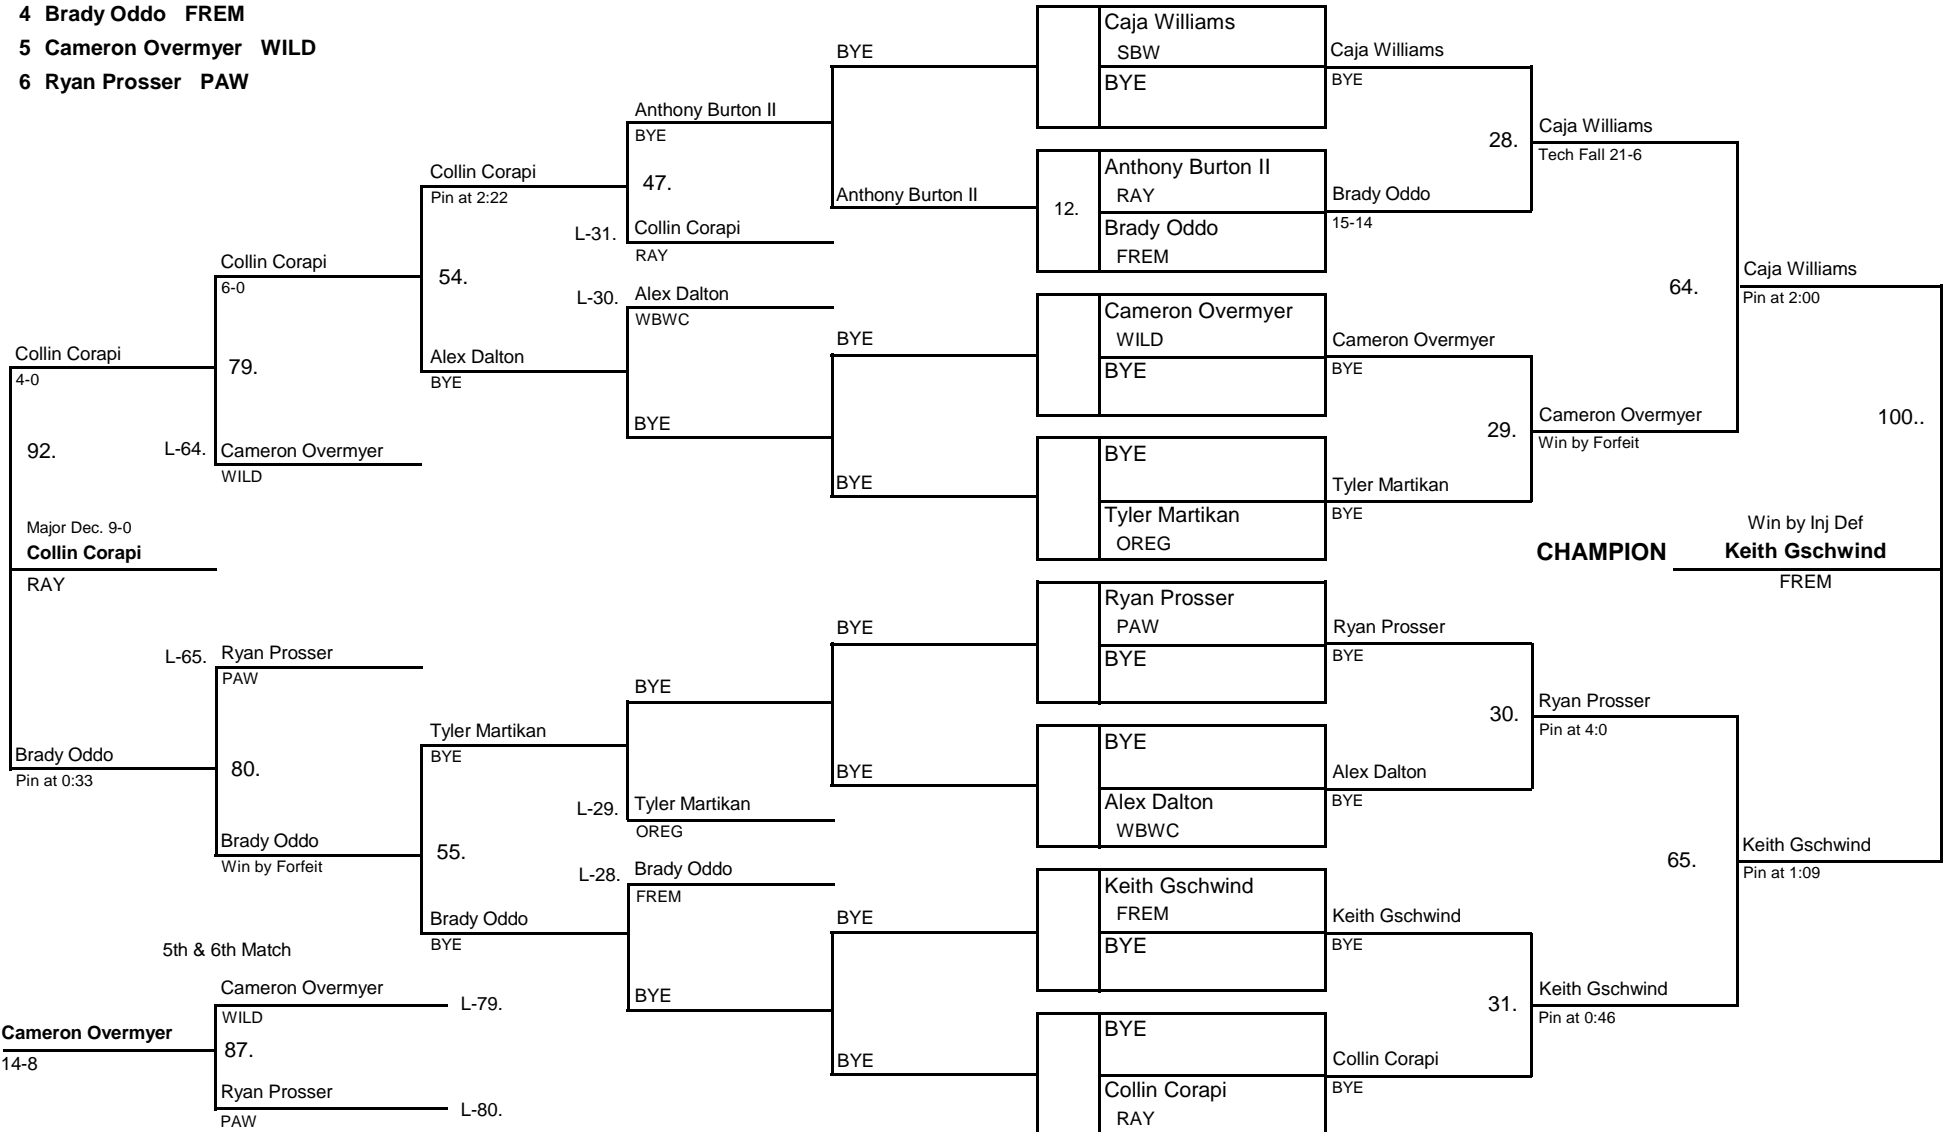 4 Brady Oddo FREM
5 Cameron Overmyer WILD
6 Ryan Prosser PAW
Collin Corapi
4-0
92.
Major Dec. 9-0
Collin Corapi
RAY
Brady Oddo
Pin at 0:33
Collin Corapi
6-0
79.
L-64. Cameron Overmyer
WILD
L-65. Ryan Prosser
PAW
80.
Brady Oddo
Win by Forfeit
5th & 6th Match
Cameron Overmyer
L-79.
WILD
Cameron Overmyer
87.
14-8
Ryan Prosser
L-80.
PAW
Collin Corapi
Pin at 2:22
54.
Alex Dalton
BYE
Tyler Martikan
BYE
55.
Brady Oddo
BYE
Anthony Burton II
BYE
47.
L-31. Collin Corapi
RAY
L-30. Alex Dalton
WBWC
BYE
BYE
L-29. Tyler Martikan
OREG
L-28. Brady Oddo
FREM
BYE
BYE
Anthony Burton II
BYE
BYE
BYE
BYE
BYE
BYE
Caja Williams
SBW
BYE
12.
Anthony Burton II
RAY
Brady Oddo
FREM
Cameron Overmyer
WILD
BYE
BYE
Tyler Martikan
OREG
Ryan Prosser
PAW
BYE
BYE
Alex Dalton
WBWC
Keith Gschwind
FREM
BYE
BYE
Collin Corapi
RAY
Caja Williams
BYE
28.
Brady Oddo
15-14
Cameron Overmyer
BYE
29.
Tyler Martikan
BYE
Ryan Prosser
BYE
30.
Alex Dalton
BYE
Keith Gschwind
BYE
31.
Collin Corapi
BYE
Caja Williams
Tech Fall 21-6
64.
Cameron Overmyer
Win by Forfeit
Ryan Prosser
Pin at 4:0
65.
Keith Gschwind
Pin at 0:46
Caja Williams
Pin at 2:00
100..
Win by Inj Def
CHAMPION Keith Gschwind
FREM
Keith Gschwind
Pin at 1:09